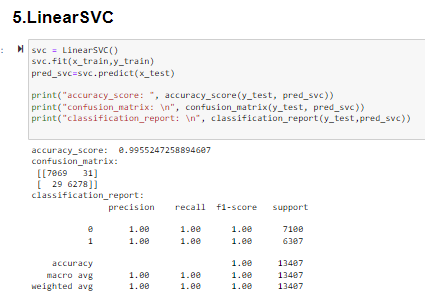 5.LinearSVC
svc = LinearSVC()
svc.fit(x_train,y_train)
pred_svc=svc.predict(x_test)
print("accuracy_score: ", accuracy_score(y_test, pred_svc))
print("confusion_matrix: \n", confusion_matrix(y_test, pred_svc))
print("classification_report: \n", classification_report(y_test,pred_svc))
accuracy_score:  0.9955247258894607
confusion_matrix:
[[7069   31]
[  29 6278]]
classification_report:
precision    recall  f1-score   support
0       1.00      1.00      1.00      7100
1       1.00      1.00      1.00      6307
accuracy                           1.00     13407
macro avg       1.00      1.00      1.00     13407
weighted avg       1.00      1.00      1.00     13407